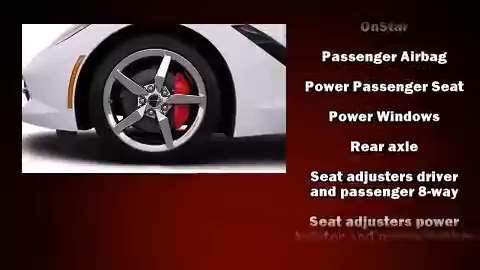 OnStar
Passenger Airbag
Power Passenger Seat
Power Windows
Rear axle
Seat adjusters driver
and passenger 8-way
Seat adjusters power